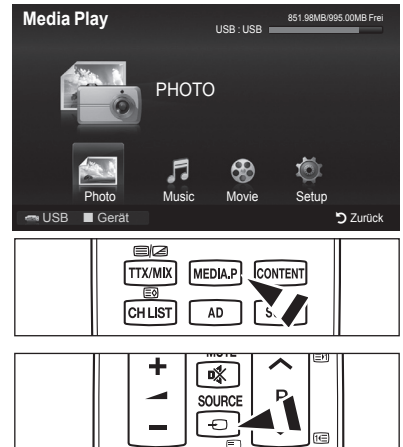 Media Play
851.98MB/995.00MB Frei
USB : USB
PHOTO
Photo Music Movie Setup
USB Gerät Zurück
TTX/MIX MEDIA.P CONTENT
CH LIST AD
MUTE
SOURCE
P